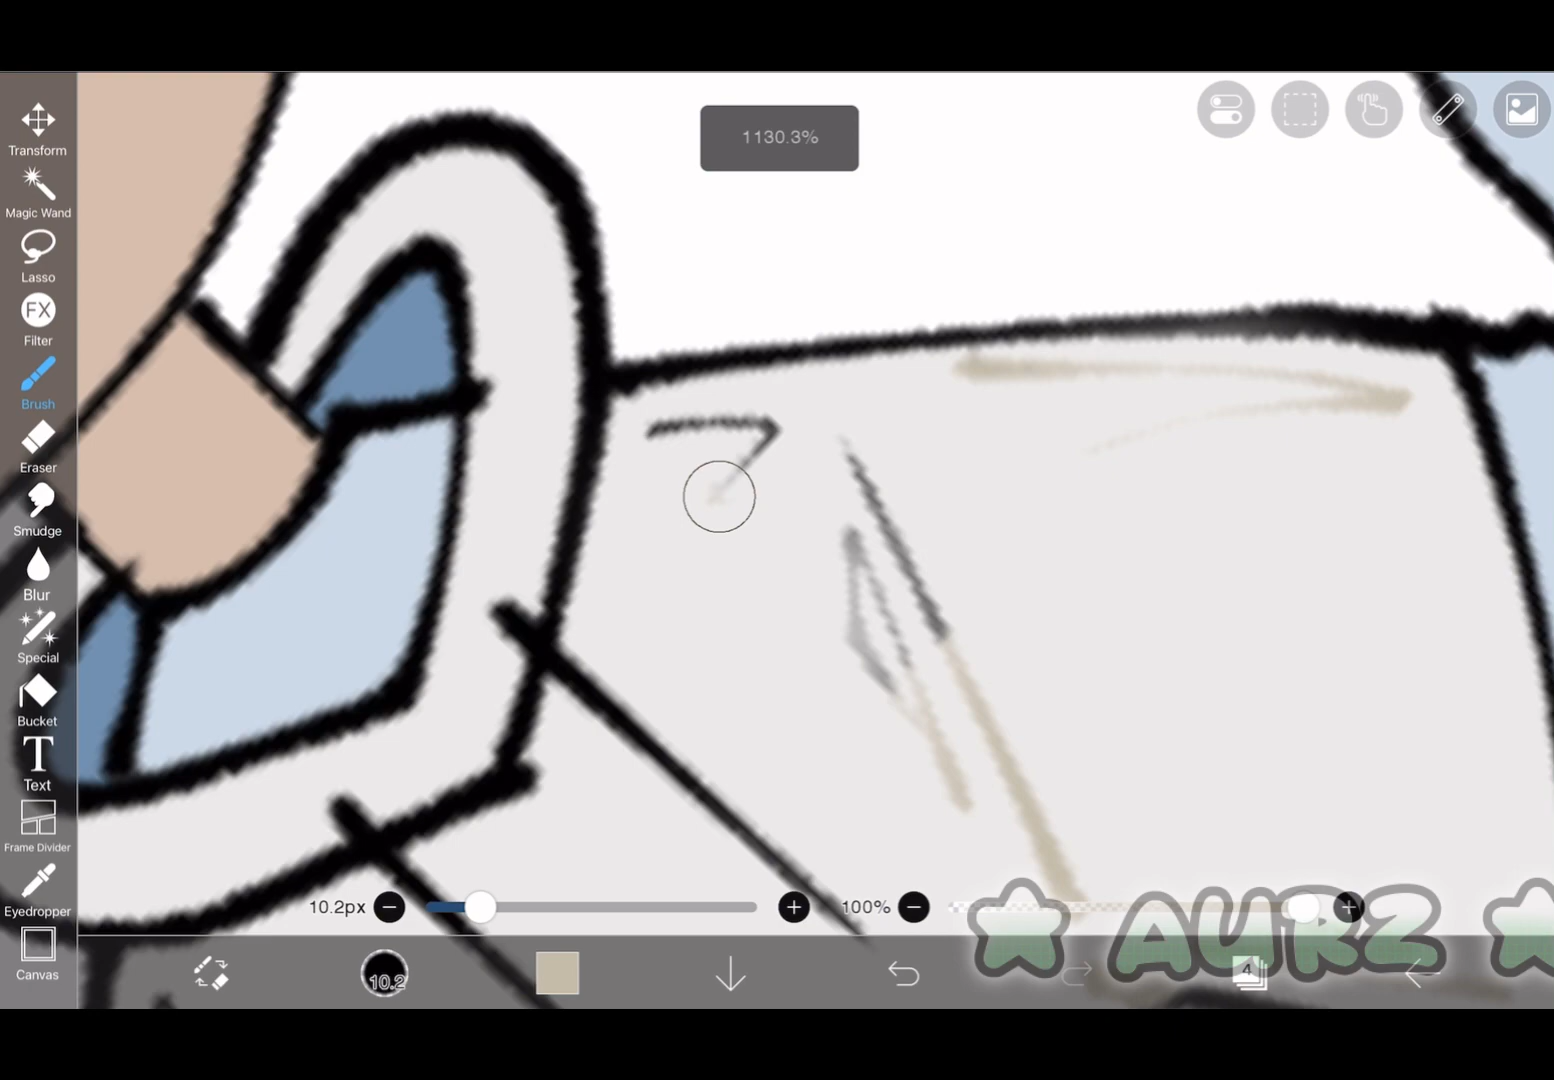 1130.3%
Transform
Magic Wand
Lasso
FX
Filter
Brush
Eraser
Smudge
Blur
Special
Bucket
T
Text
Frame Divider
Eyedropper
Canvas
10.2px
100%
10.2
4
AURZ